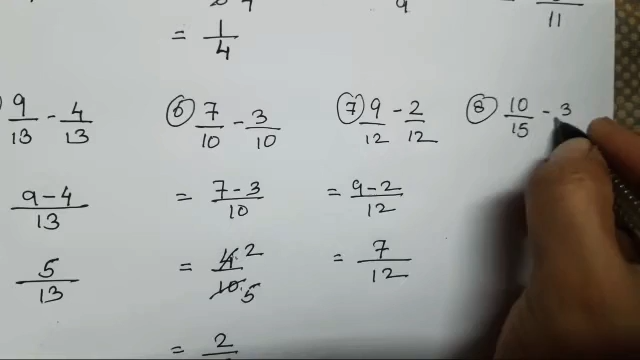 = 1/4
11
9/13 - 4/13
⑥ 7/10 - 3/10
⑦ 9/12 - 2/12
⑧ 10/15 - 3
9-4/13
= 7-3/10
= 9-2/12
5/13
= 4/10 2/5
= 7/12
= 2